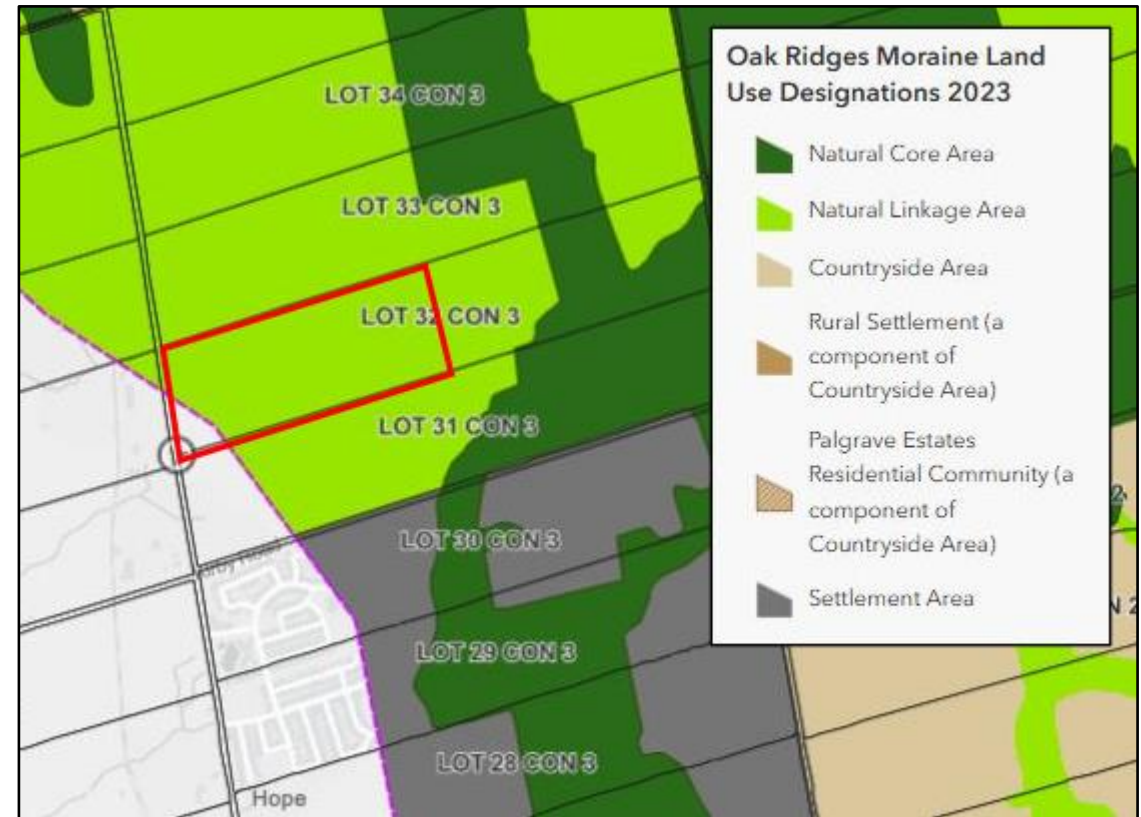 Oak Ridges Moraine Land
Use Designations 2023
Natural Core Area
Natural Linkage Area
Countryside Area
Rural Settlement (a
component of
Countryside Area)
Palgrave Estates
Residential Community (a
component of
Countryside Area)
Settlement Area
LOT 34 CON 3
LOT 33 CON 3
LOT 32 CON 3
LOT 31 CON 3
LOT 30 CON 3
LOT 29 CON 3
LOT 28 CON 3
Hope